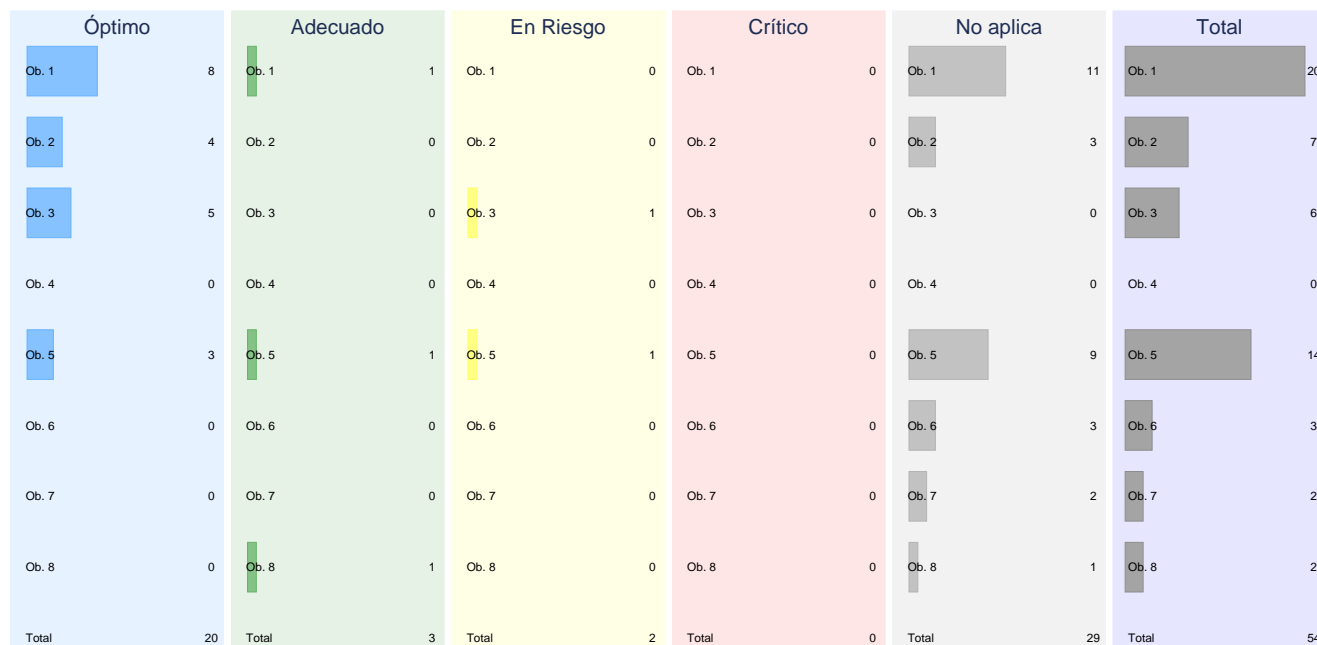 Óptimo Adecuado En Riesgo Crítico No aplica Total
Ob. 1 8 Ob. 1 1 Ob. 1 0 Ob. 1 0 Ob. 1 11 Ob. 1 20
Ob. 2 4 Ob. 2 0 Ob. 2 0 Ob. 2 0 Ob. 2 3 Ob. 2 7
Ob. 3 5 Ob. 3 0 Ob. 3 1 Ob. 3 0 Ob. 3 0 Ob. 3 6
Ob. 4 0 Ob. 4 0 Ob. 4 0 Ob. 4 0 Ob. 4 0 Ob. 4 0
Ob. 5 3 Ob. 5 1 Ob. 5 1 Ob. 5 0 Ob. 5 9 Ob. 5 14
Ob. 6 0 Ob. 6 0 Ob. 6 0 Ob. 6 0 Ob. 6 3 Ob. 6 3
Ob. 7 0 Ob. 7 0 Ob. 7 0 Ob. 7 0 Ob. 7 2 Ob. 7 2
Ob. 8 0 Ob. 8 1 Ob. 8 0 Ob. 8 0 Ob. 8 1 Ob. 8 2
Total 20 Total 3 Total 2 Total 0 Total 29 Total 54